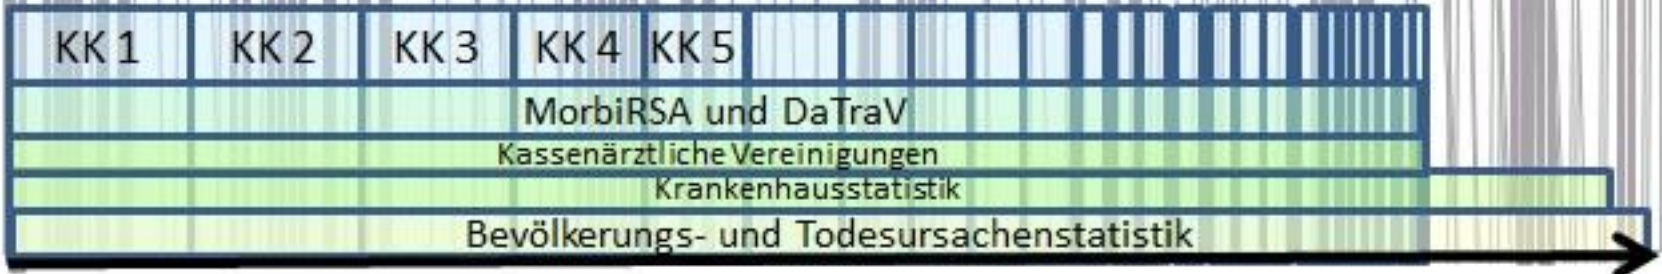 KK 1 KK 2 KK 3 KK 4 KK 5
MorbiRSA und DaTraV
Kassenärztliche Vereinigungen
Krankenhausstatistik
Bevölkerungs- und Todesursachenstatistik